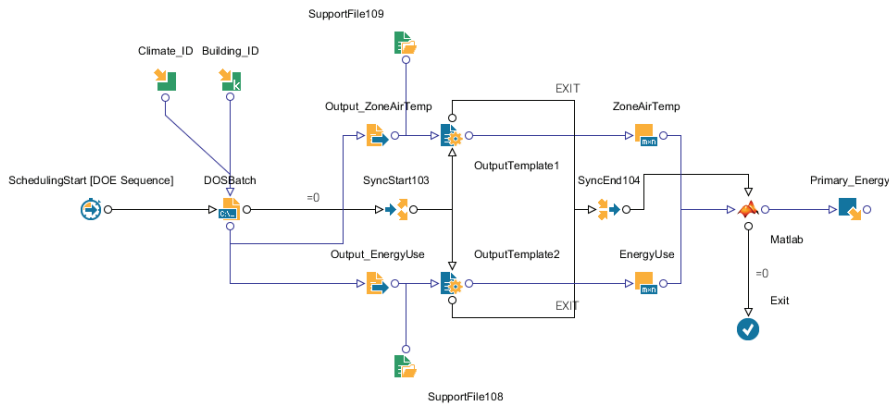 SupportFile109
Climate_ID
Building_ID
EXIT
Output_ZoneAirTemp
ZoneAirTemp
m×n
OutputTemplate1
SchedulingStart [DOE Sequence]
DOSBatch
SyncStart103
SyncEnd104
Primary_Energy
=0
C:\...
Matlab
Output_EnergyUse
OutputTemplate2
EnergyUse
=0
m×n
EXIT
Exit
SupportFile108
k